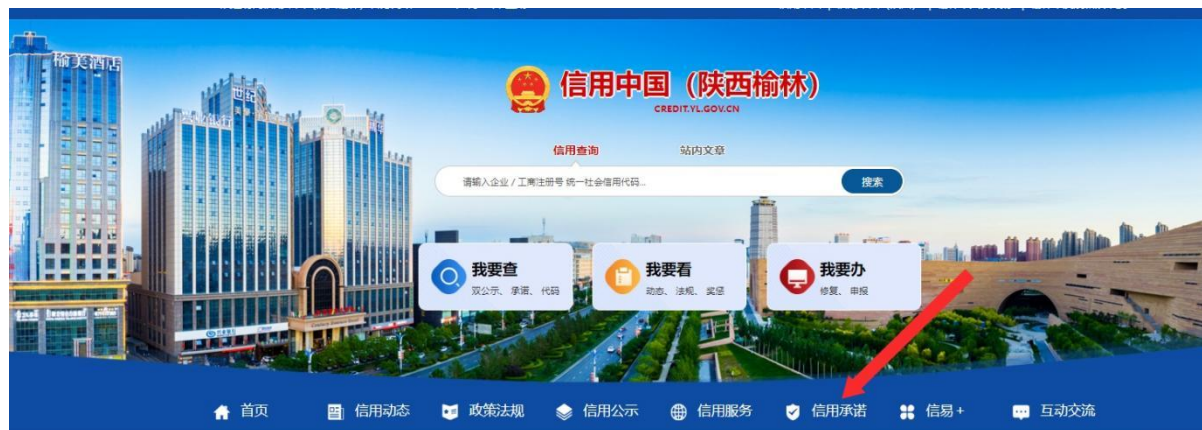 榆美酒店
世纪
信用中国（陕西榆林）
CREDIT.YL.GOV.CN
信用查询
站内文章
请输入企业 / 工商注册号 统一社会信用代码...
搜索
我要查
双公示、承诺、代码
我要看
动态、法规、奖惩
我要办
修复、申报
首页
信用动态
政策法规
信用公示
信用服务
信用承诺
信易+
互动交流